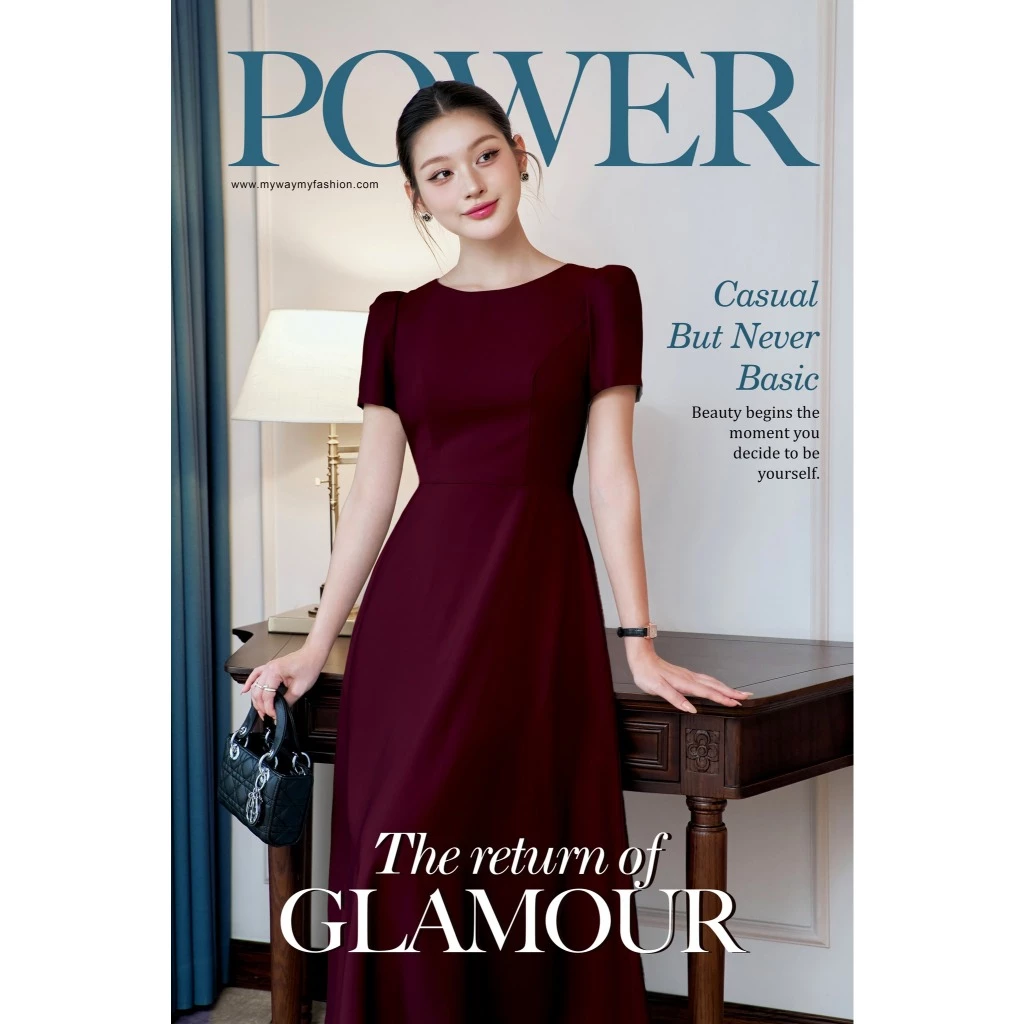 POWER
www.mywaymyfashion.com
Casual
But Never
Basic
Beauty begins the
moment you
decide to be
yourself.
The return of
GLAMOUR